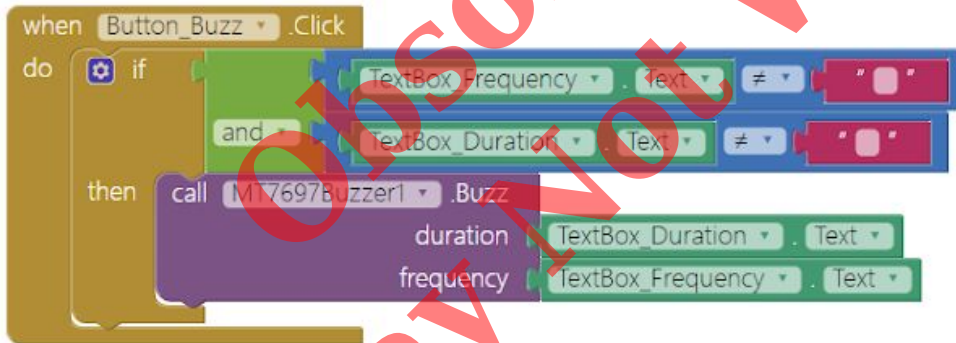 when Button_Buzz .Click
do if TextBox_Frequency . Text ≠ " "
and TextBox_Duration . Text ≠ " "
then call MT7697Buzzer1 .Buzz
duration TextBox_Duration . Text
frequency TextBox_Frequency . Text